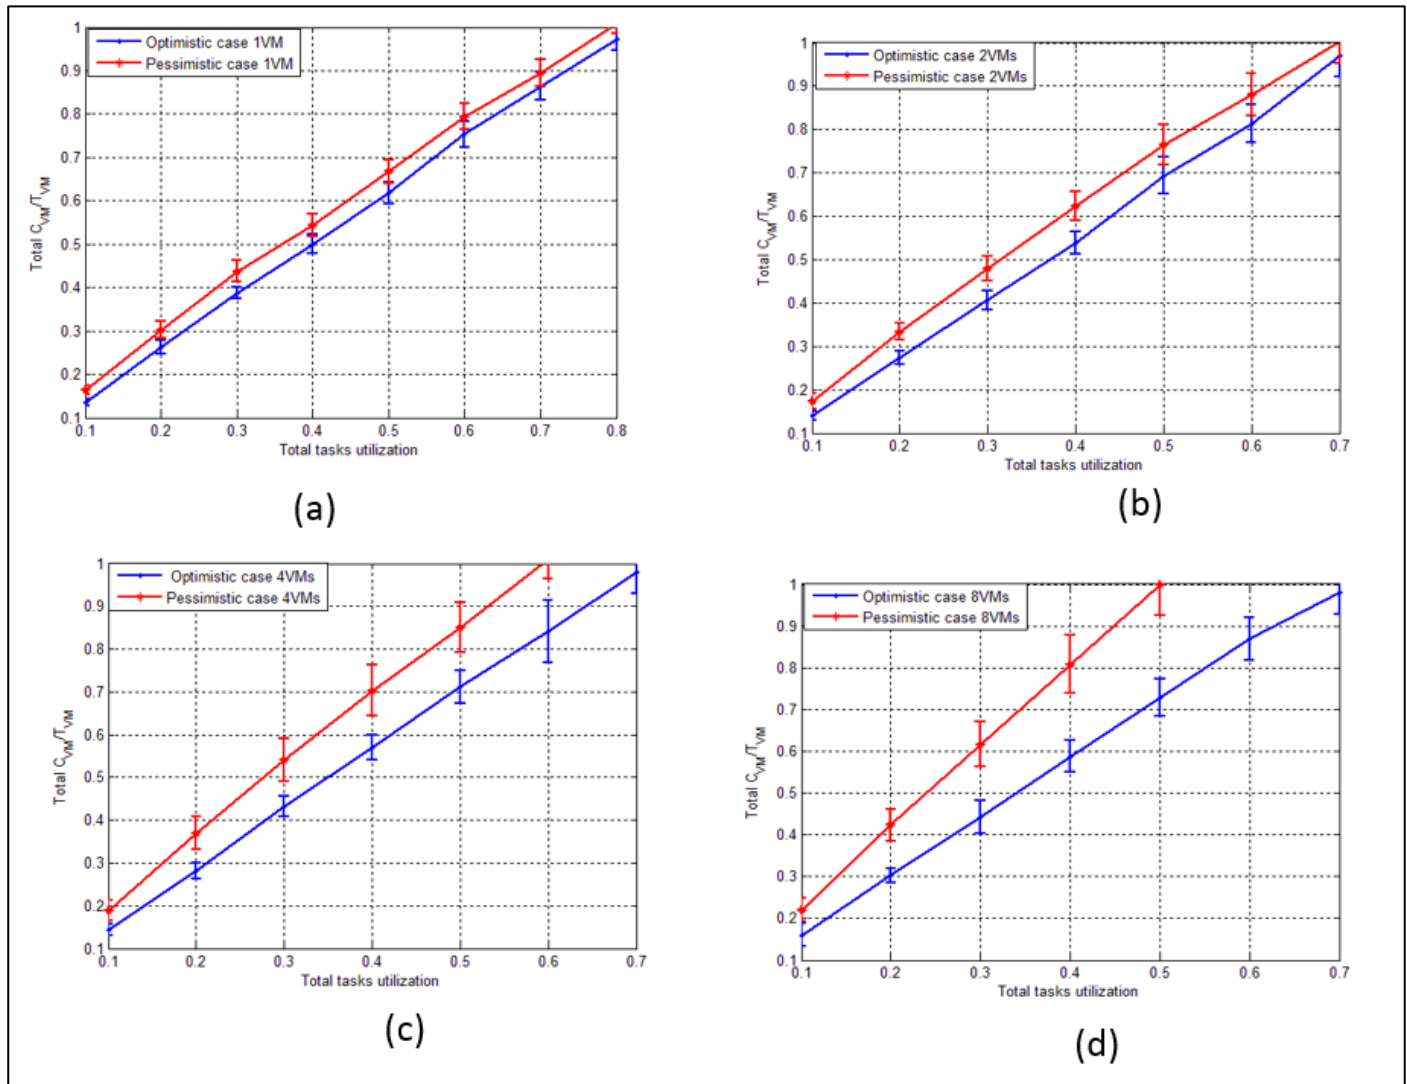 Optimistic case 1VM
Pessimistic case 1VM
1
0.9
0.8
0.7
0.6
0.5
0.4
0.3
0.2
0.1
Total C_VM/T_VM
0.1 0.2 0.3 0.4 0.5 0.6 0.7 0.8
Total tasks utilization
(a)
Optimistic case 2VMs
Pessimistic case 2VMs
1
0.9
0.8
0.7
0.6
0.5
0.4
0.3
0.2
0.1
Total C_VM/T_VM
0.1 0.2 0.3 0.4 0.5 0.6 0.7
Total tasks utilization
(b)
Optimistic case 4VMs
Pessimistic case 4VMs
1
0.9
0.8
0.7
0.6
0.5
0.4
0.3
0.2
0.1
Total C_VM/T_VM
0.1 0.2 0.3 0.4 0.5 0.6 0.7
Total tasks utilization
(c)
Optimistic case 8VMs
Pessimistic case 8VMs
1
0.9
0.8
0.7
0.6
0.5
0.4
0.3
0.2
0.1
Total C_VM/T_VM
0.1 0.2 0.3 0.4 0.5 0.6 0.7
Total tasks utilization
(d)